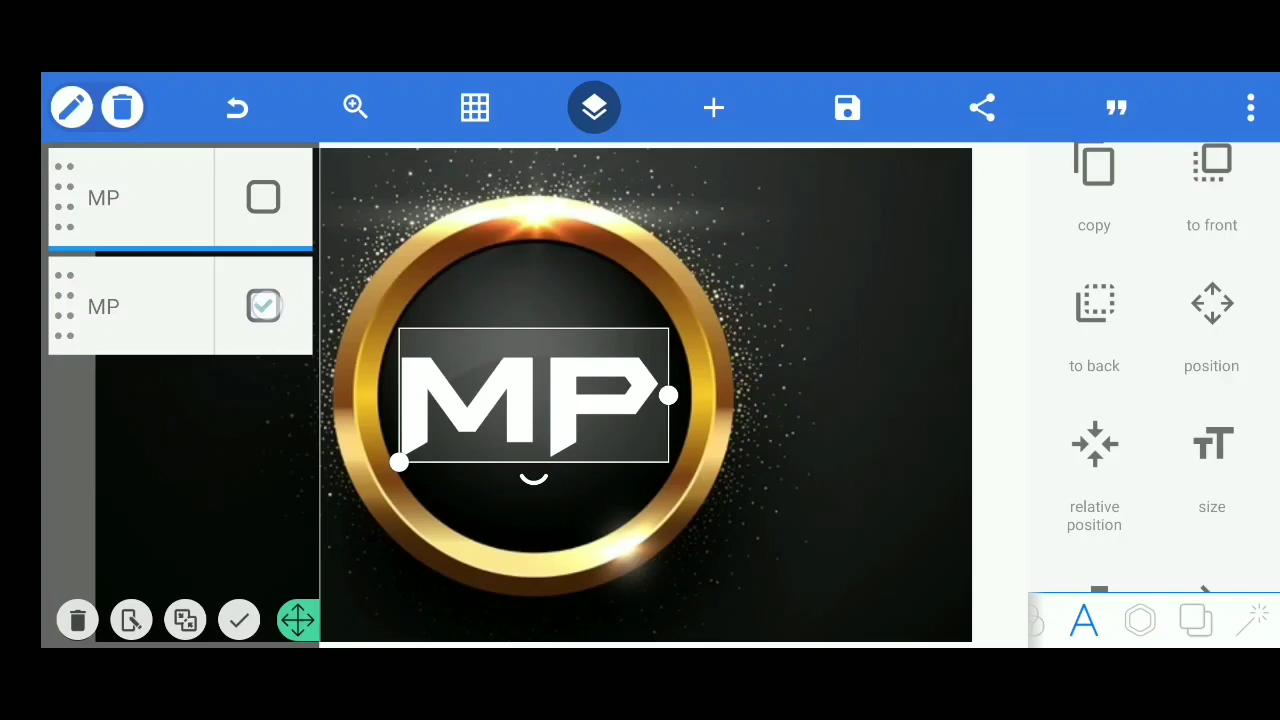 MP
MP
MP
copy
to front
to back
position
relative
position
size